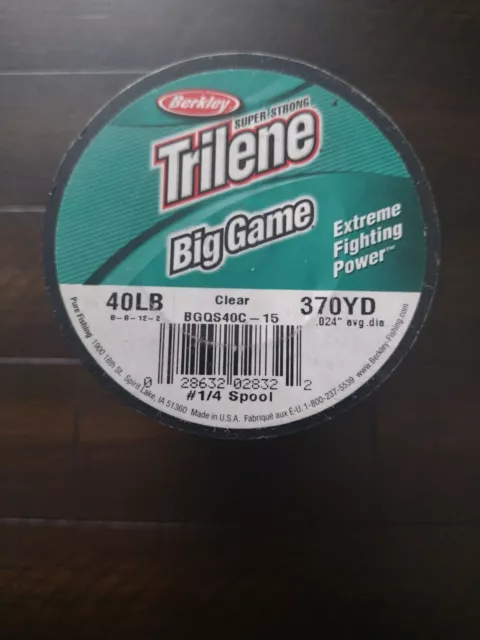 Berkley
SUPER STRONG
Trilene
Big Game
Extreme
Fighting
Power™
40LB
Clear
370YD
BGQS40C-15
.024" avg.dia
0 28632 02832 2
#1/4 Spool
Pure Fishing 1900 18th St. Spirit Lake, IA 51360 Made in U.S.A. Fabriqué aux É-U. 1-800-237-5539 www.Berkley-Fishing.com